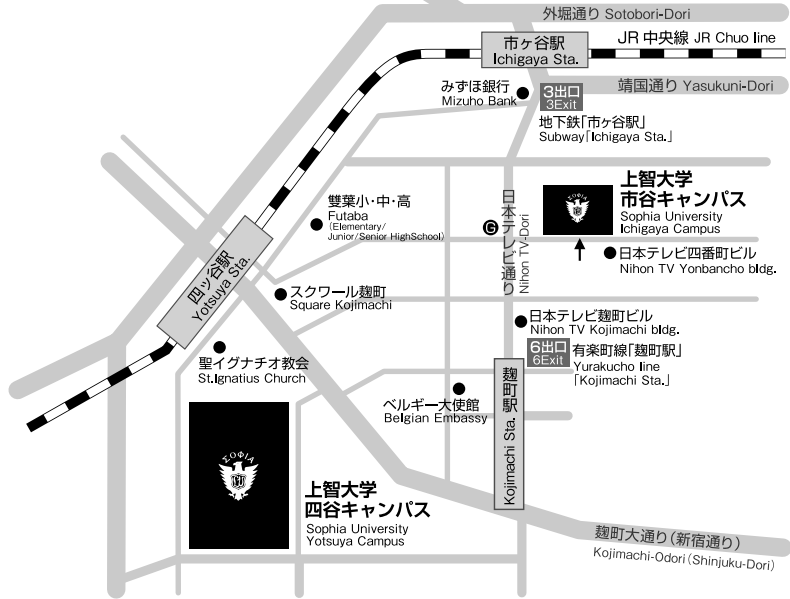 外堀通り Sotobori-Dori
市ヶ谷駅
Ichigaya Sta.
JR 中央線 JR Chuo line
みずほ銀行
Mizuho Bank
3出口
3Exit
靖国通り Yasukuni-Dori
地下鉄｢市ヶ谷駅｣
Subway｢Ichigaya Sta.｣
上智大学
市谷キャンパス
Sophia University
Ichigaya Campus
ΣΟΦΙΑ
雙葉小･中･高
Futaba
(Elementary/
Junior/Senior HighSchool)
G
日本テレビ通り
Nihon TV-Dori
日本テレビ四番町ビル
Nihon TV Yonbancho bldg.
四ッ谷駅
Yotsuya Sta.
スクワール麹町
Square Kojimachi
日本テレビ麹町ビル
Nihon TV Kojimachi bldg.
6出口
6Exit
有楽町線｢麹町駅｣
Yurakucho line
｢Kojimachi Sta.｣
聖イグナチオ教会
St.Ignatius Church
麹町駅
Kojimachi Sta.
ベルギー大使館
Belgian Embassy
ΣΟΦΙΑ
上智大学
四谷キャンパス
Sophia University
Yotsuya Campus
麹町大通り(新宿通り)
Kojimachi-Odori(Shinjuku-Dori)